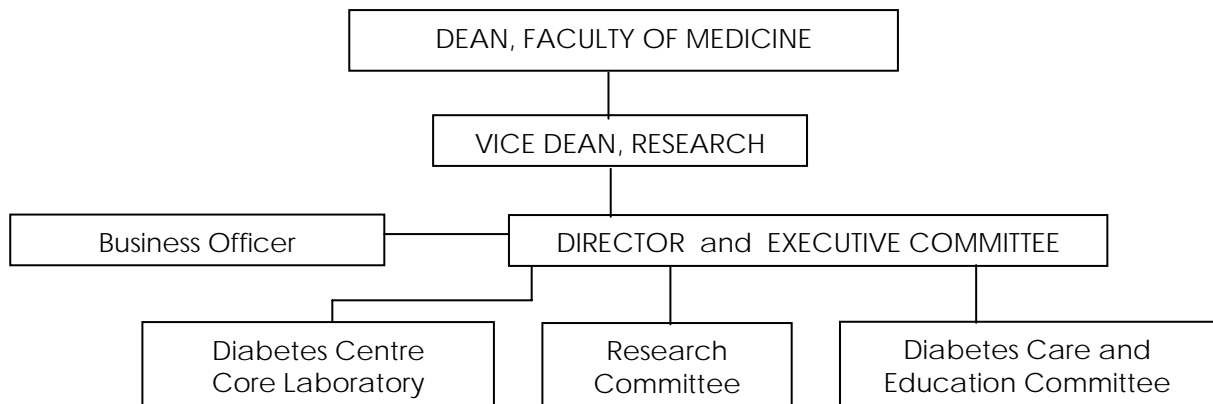 DEAN, FACULTY OF MEDICINE
VICE DEAN, RESEARCH
Business Officer
DIRECTOR and EXECUTIVE COMMITTEE
Diabetes Centre
Core Laboratory
Research
Committee
Diabetes Care and
Education Committee